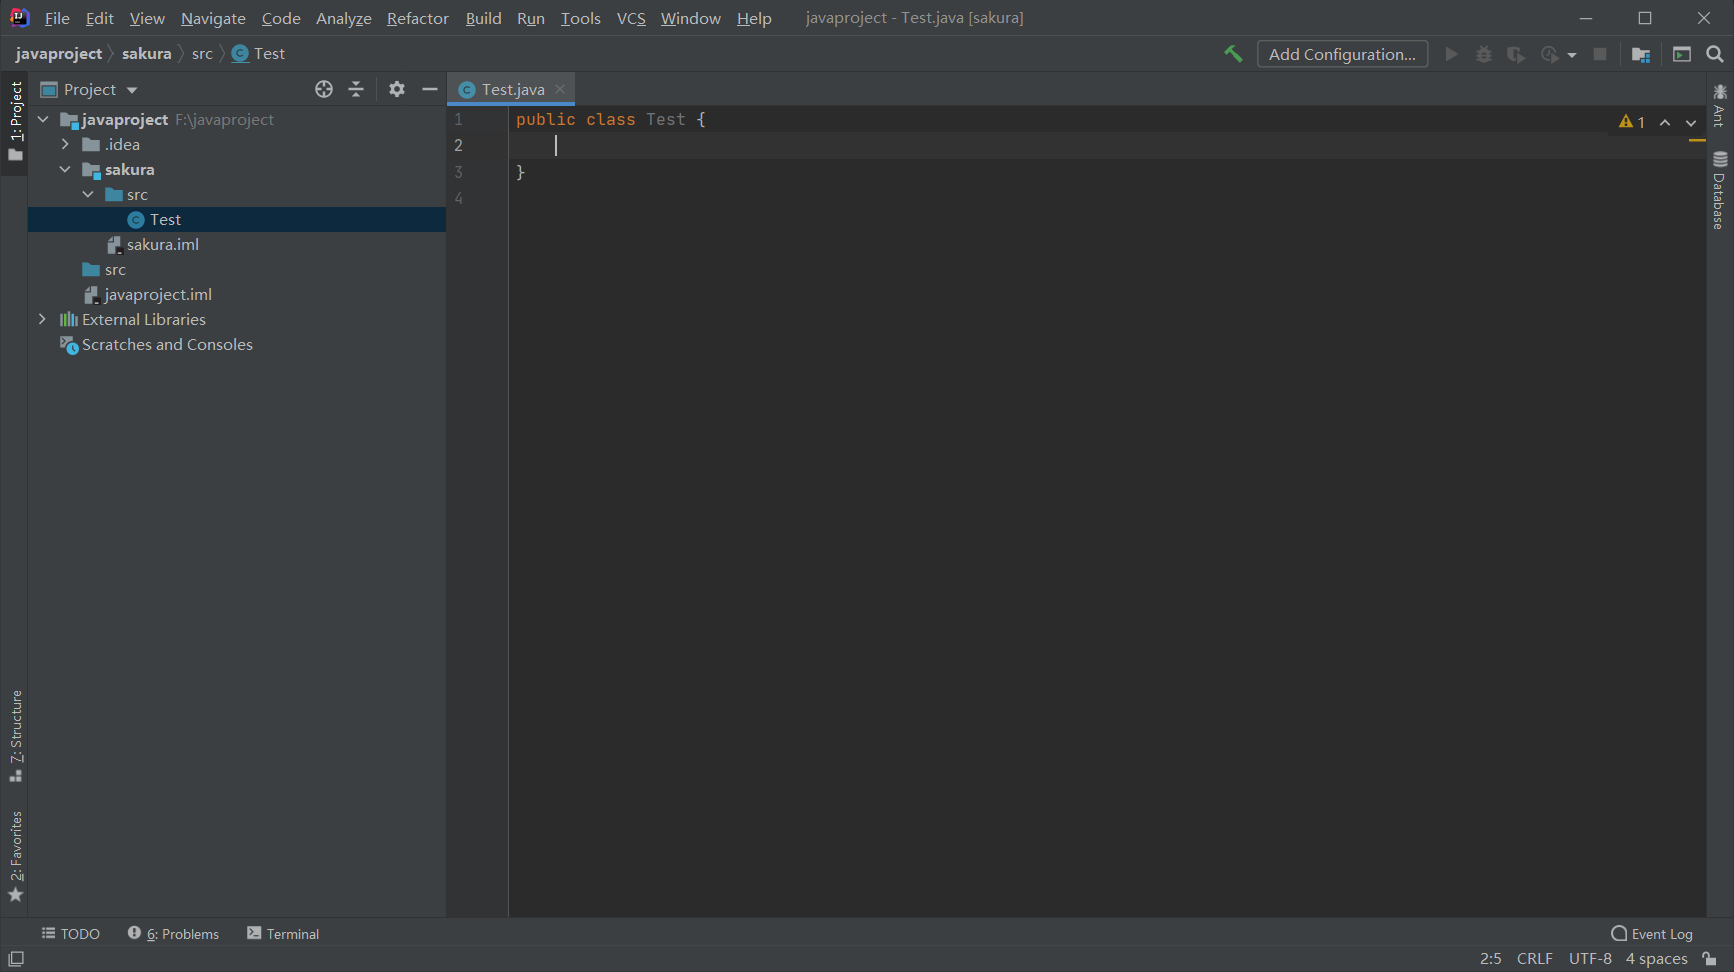 File Edit View Navigate Code Analyze Refactor Build Run Tools VCS Window Help javaproject - Test.java [sakura]
javaproject sakura src Test Add Configuration...
1: Project
Project
Test.java
javaproject F:\javaproject
.idea
sakura
src
Test
sakura.iml
src
javaproject.iml
External Libraries
Scratches and Consoles
1 public class Test {
2
3 }
4
1
Ant
Database
7: Structure
2: Favorites
TODO 6: Problems Terminal Event Log
2:5 CRLF UTF-8 4 spaces